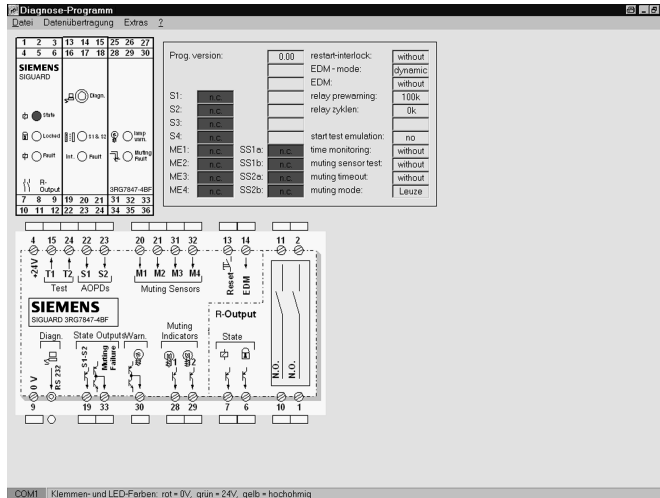 Diagnose-Programm
Datei Datenübertragung Extras ?
1 2 3 13 14 15 25 26 27
4 5 6 16 17 18 28 29 30
SIEMENS
SIGUARD
Diagn.
State
Locked S1 & S2 lamp warn.
Fault Int. Fault Muting Fault
R-Output
3RG7847-4BF
7 8 9 19 20 21 31 32 33
10 11 12 22 23 24 34 35 36
Prog. version: 0.00 restart-interlock: without
EDM-mode: dynamic
EDM: without
S1: n.c. relay prewarning: 100k
S2: n.c. relay zyklen: 0k
S3: n.c.
S4: n.c. start test emulation: no
ME1: n.c. SS1a: n.c. time monitoring: without
ME2: n.c. SS1b: n.c. muting sensor test: without
ME3: n.c. SS2a: n.c. muting timeout: without
ME4: n.c. SS2b: n.c. muting mode: Leuze
4 15 24 22 23 20 21 31 32 13 14 11 2
+24V T1 T2 S1 S2 M1 M2 M3 M4 Reset EDM
Test AOPDs Muting Sensors
SIEMENS
SIGUARD 3RG7847-4BF
R-Output
Diagn. State Outputs Warn. Muting Indicators State
RS 232 S1-S2 Muting Failure 1 2
0 V N.O. N.O.
9 19 33 30 28 29 7 6 10 1
COM1 Klemmen- und LED-Farben: rot = 0V, grün = 24V, gelb = hochohmig